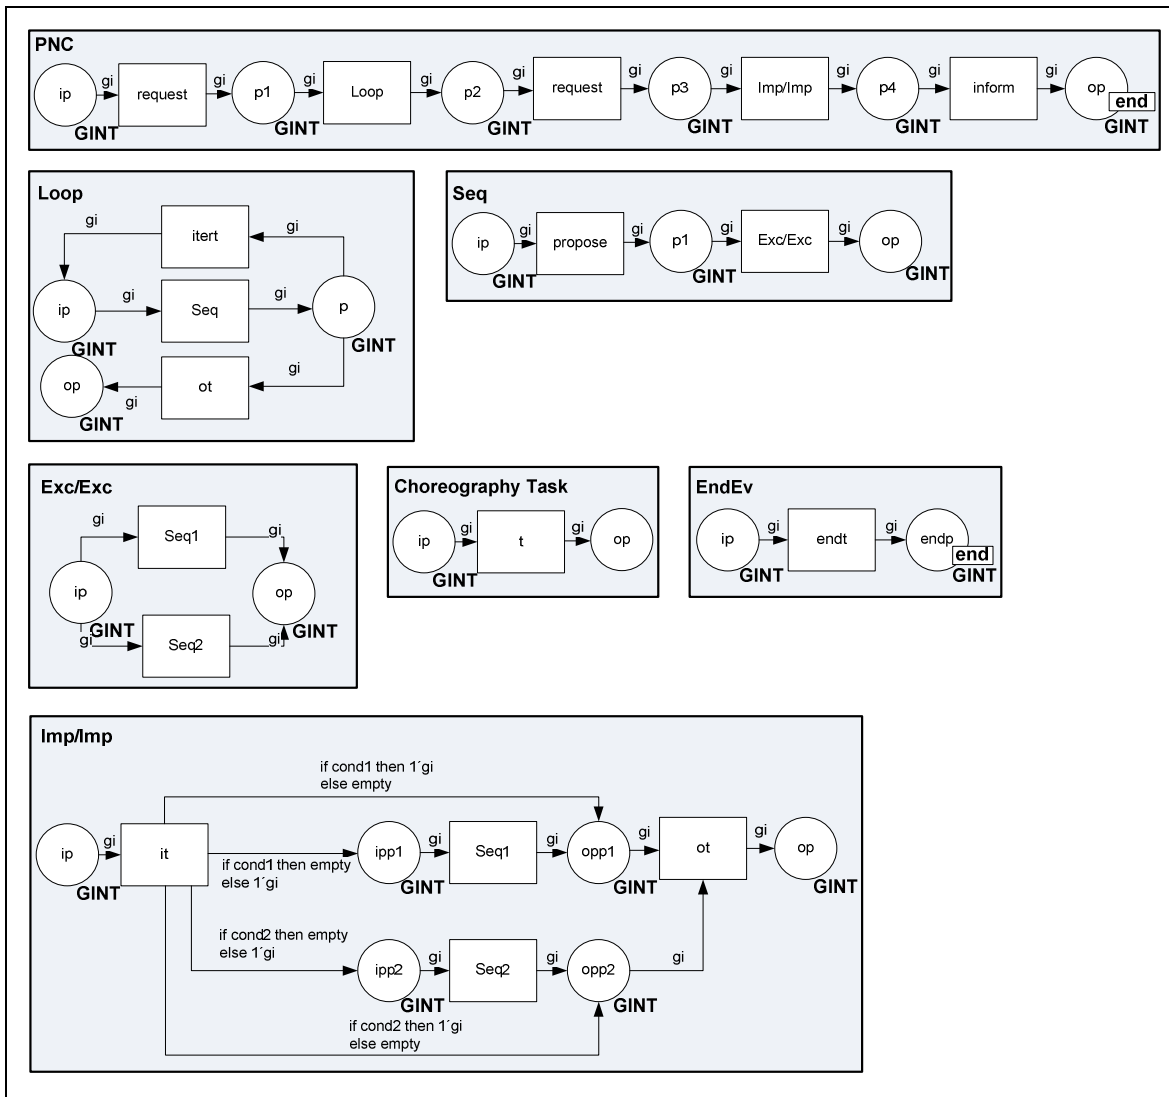 PNC
gi gi gi gi gi gi gi gi gi gi
ip request p1 Loop p2 request p3 Imp/Imp p4 inform op
end
GINT GINT GINT GINT GINT GINT
Loop
gi itert gi
ip gi Seq gi p
GINT GINT
op gi ot gi
GINT
Seq
ip gi propose gi p1 gi Exc/Exc gi op
GINT GINT GINT
Exc/Exc
gi Seq1 gi
ip op
GINT GINT
gi Seq2 gi
Choreography Task
ip gi t gi op
GINT
EndEv
ip gi endt gi endp
end
GINT GINT
Imp/Imp
if cond1 then 1´gi
else empty
ip gi it ipp1 gi Seq1 gi opp1 gi ot gi op
if cond1 then empty
else 1´gi
GINT GINT GINT GINT
if cond2 then empty
else 1´gi
ipp2 gi Seq2 gi opp2 gi
GINT GINT
if cond2 then 1´gi
else empty